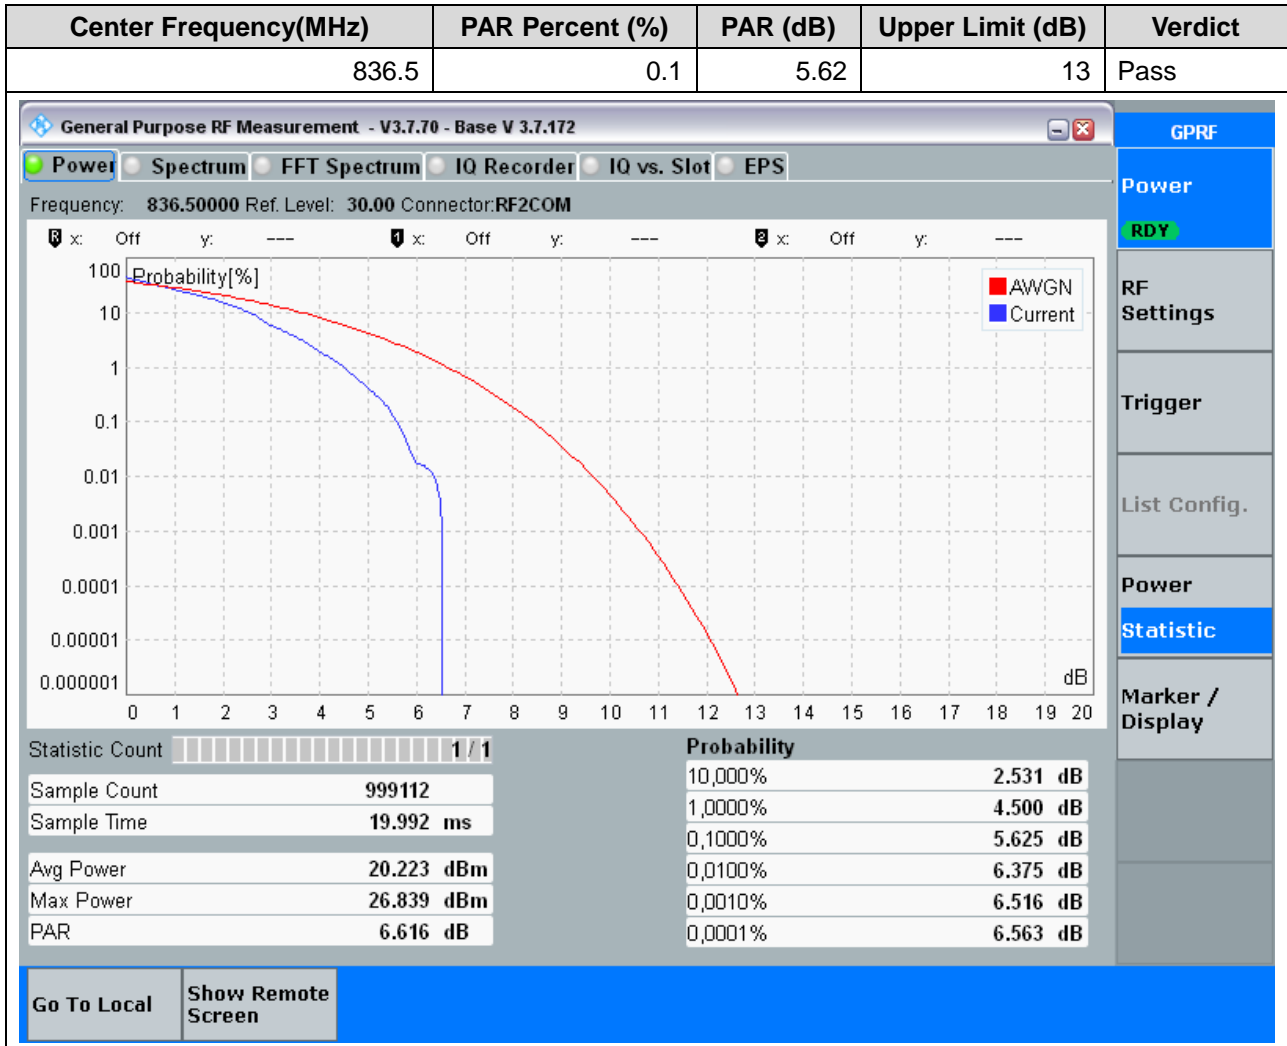 Center Frequency(MHz) PAR Percent (%) PAR (dB) Upper Limit (dB) Verdict
836.5 0.1 5.62 13 Pass
General Purpose RF Measurement - V3.7.70 - Base V 3.7.172
GPRF
Power Spectrum FFT Spectrum IQ Recorder IQ vs. Slot EPS
Frequency: 836.50000 Ref. Level: 30.00 Connector:RF2COM
R x: Off y: --- 1 x: Off y: --- 2 x: Off y: ---
Probability[%]
AWGN
Current
100
10
1
0.1
0.01
0.001
0.0001
0.00001
0.000001
dB
0 1 2 3 4 5 6 7 8 9 10 11 12 13 14 15 16 17 18 19 20
Statistic Count 1 / 1
Sample Count 999112
Sample Time 19.992 ms
Avg Power 20.223 dBm
Max Power 26.839 dBm
PAR 6.616 dB
Probability
10,000% 2.531 dB
1,0000% 4.500 dB
0,1000% 5.625 dB
0,0100% 6.375 dB
0,0010% 6.516 dB
0,0001% 6.563 dB
Power
RDY
RF
Settings
Trigger
List Config.
Power
Statistic
Marker /
Display
Go To Local
Show Remote
Screen